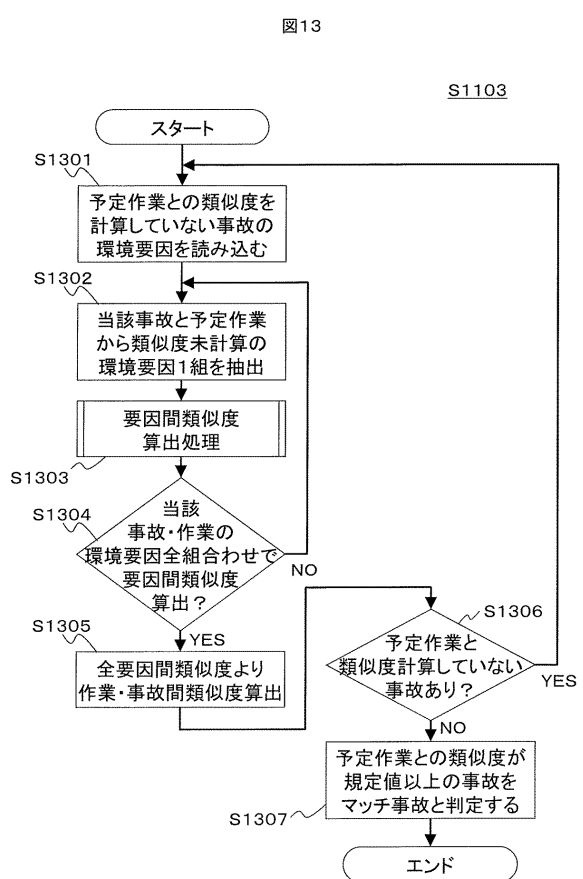 図13
S1103
スタート
S1301
予定作業との類似度を
計算していない事故の
環境要因を読み込む
S1302
当該事故と予定作業
から類似度未計算の
環境要因1組を抽出
要因間類似度
算出処理
S1303
S1304
当該
事故・作業の
環境要因全組合わせで
要因間類似度
算出？
NO
YES
S1305
全要因間類似度より
作業・事故間類似度算出
S1306
予定作業と
類似度計算していない
事故あり？
YES
NO
予定作業との類似度が
規定値以上の事故を
マッチ事故と判定する
S1307
エンド